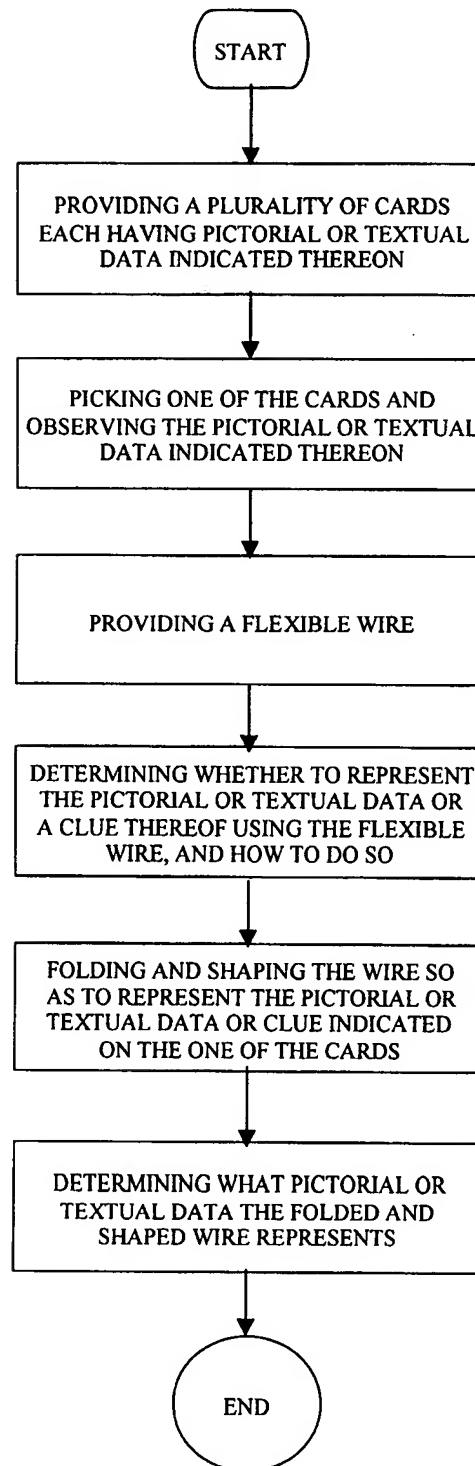 START
PROVIDING A PLURALITY OF CARDS
EACH HAVING PICTORIAL OR TEXTUAL
DATA INDICATED THEREON
PICKING ONE OF THE CARDS AND
OBSERVING THE PICTORIAL OR TEXTUAL
DATA INDICATED THEREON
PROVIDING A FLEXIBLE WIRE
DETERMINING WHETHER TO REPRESENT
THE PICTORIAL OR TEXTUAL DATA OR
A CLUE THEREOF USING THE FLEXIBLE
WIRE, AND HOW TO DO SO
FOLDING AND SHAPING THE WIRE SO
AS TO REPRESENT THE PICTORIAL OR
TEXTUAL DATA OR CLUE INDICATED
ON THE ONE OF THE CARDS
DETERMINING WHAT PICTORIAL OR
TEXTUAL DATA THE FOLDED AND
SHAPED WIRE REPRESENTS
END